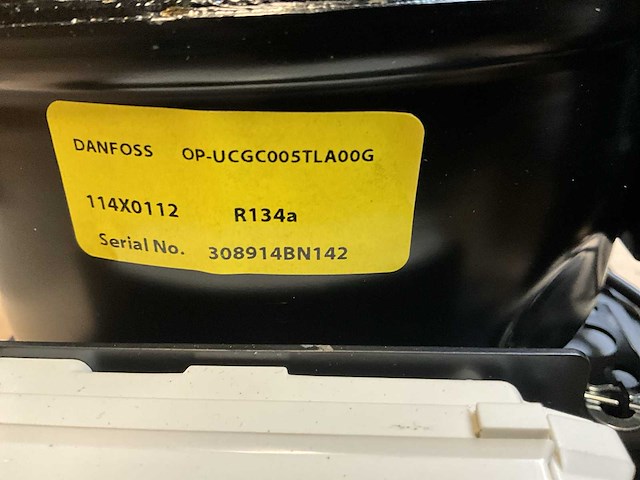 DANFOSS OP-UCGC005TLA00G
114X0112 R134a
Serial No. 308914BN142